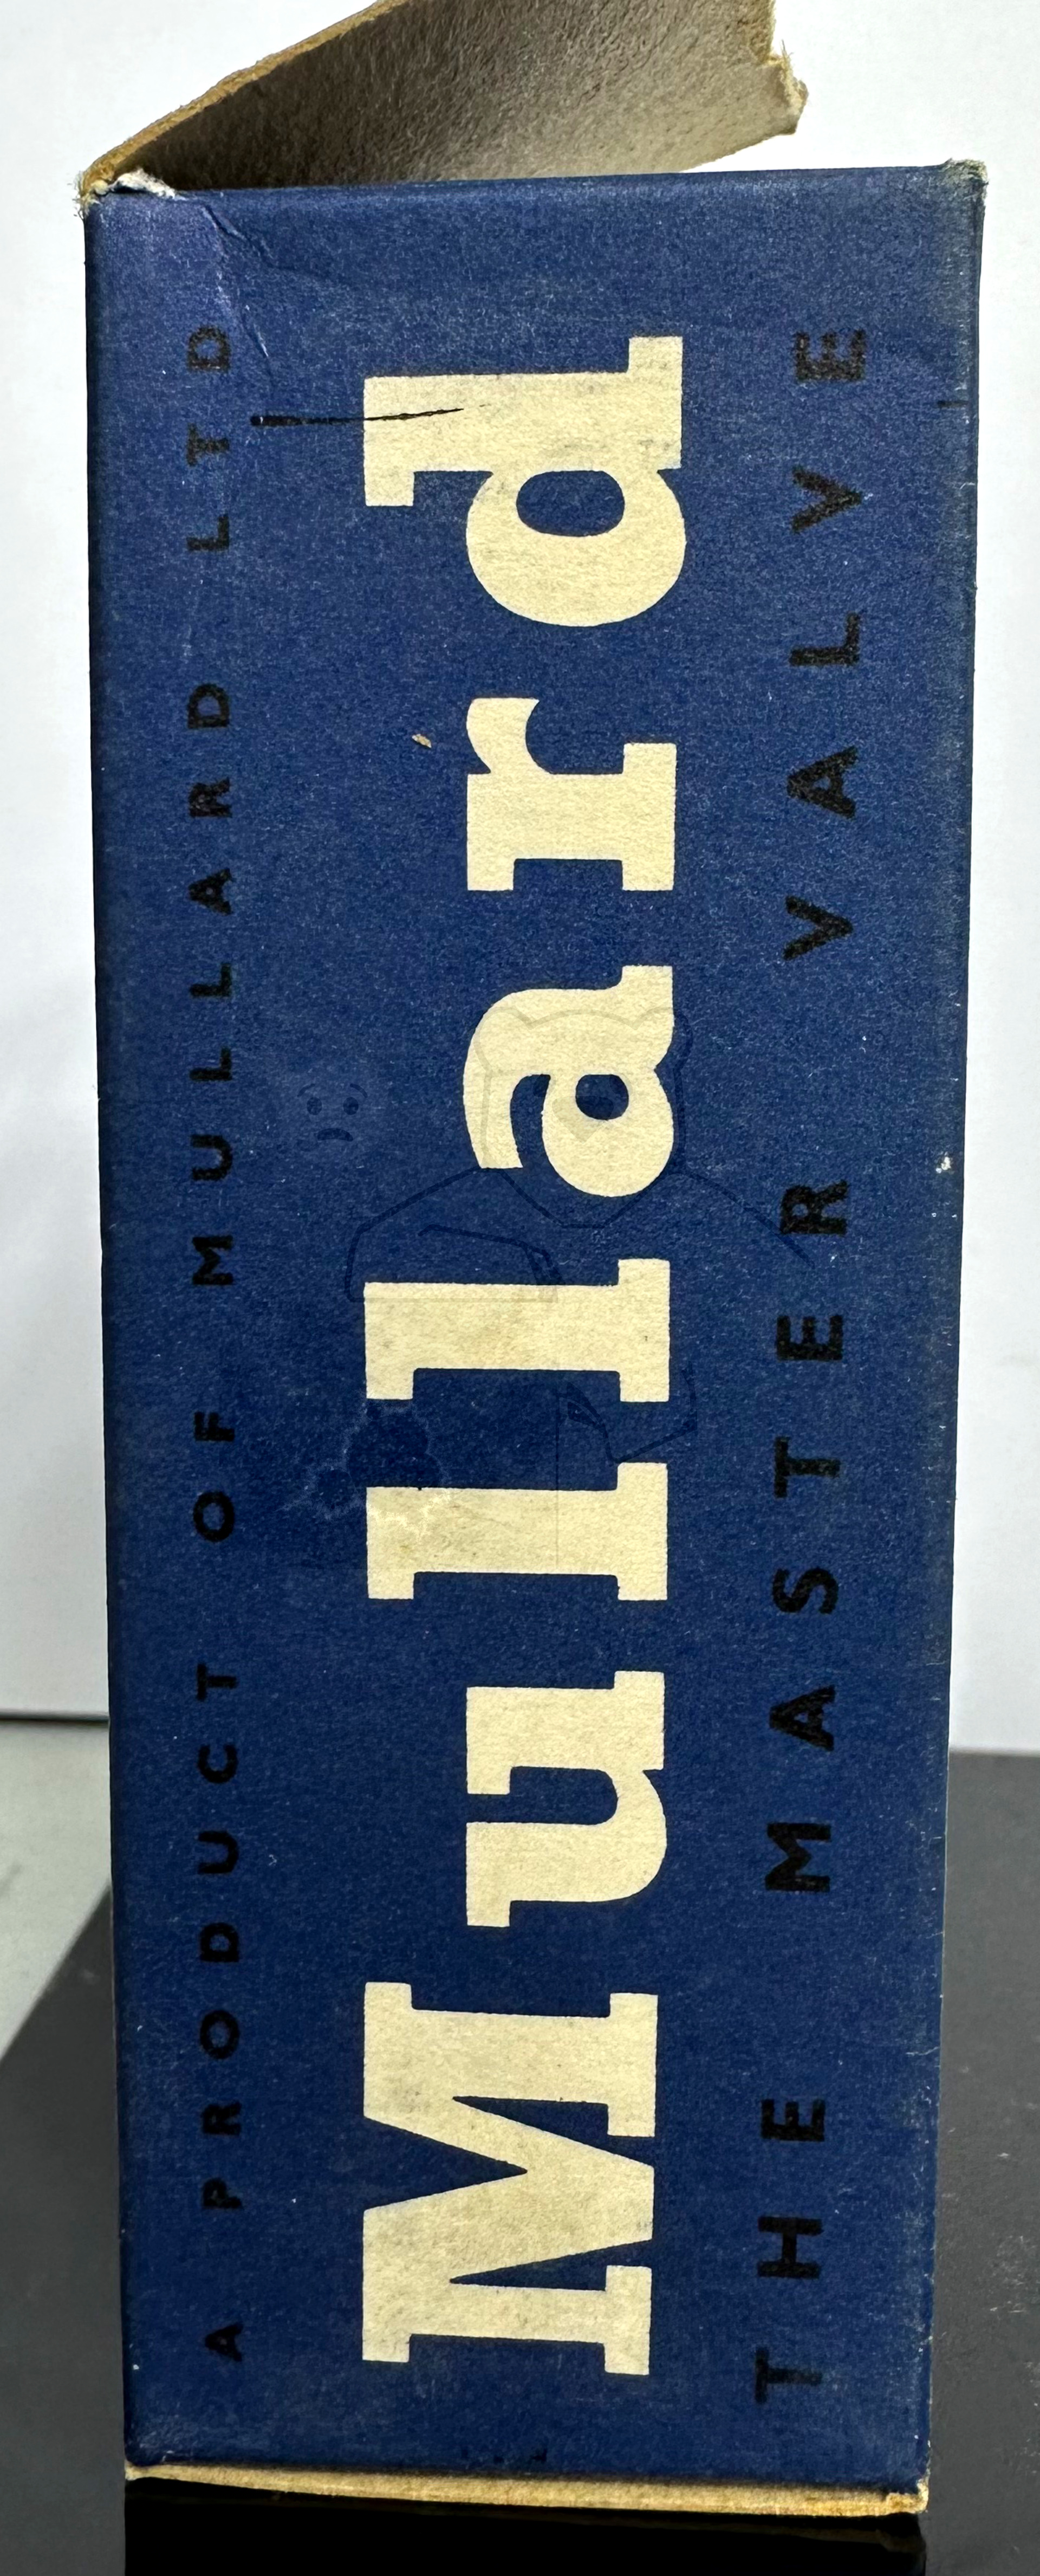 A PRODUCT OF MULLARD LTD
Mullard
THE MASTER VALVE